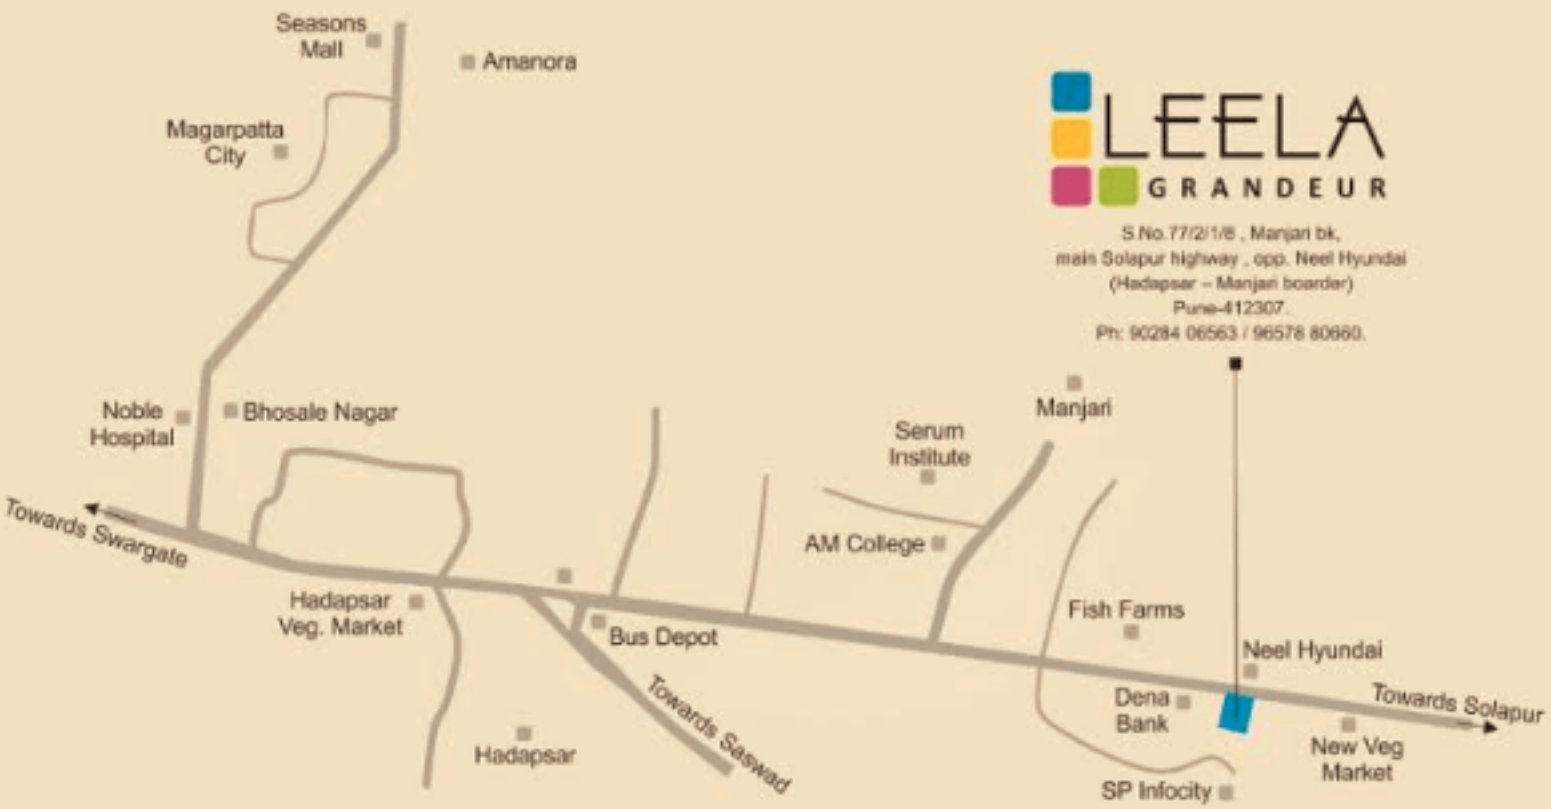 Seasons
Mall
Amanora
Magarpatta
City
LEELA
GRANDEUR
S.No.77/2/1/8 , Manjari bk,
main Solapur highway , opp. Neel Hyundai
(Hadapsar – Manjari boarder)
Pune-412307.
Ph: 90284 06563 / 96578 80660.
Noble
Hospital
Bhosale Nagar
Manjari
Serum
Institute
Towards Swargate
AM College
Hadapsar
Veg. Market
Fish Farms
Bus Depot
Neel Hyundai
Dena
Bank
Towards Solapur
Towards Saswad
Hadapsar
New Veg
Market
SP Infocity